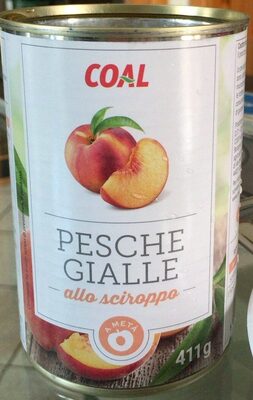 COAL
PESCHE
GIALLE
allo sciroppo
A METÀ
411g